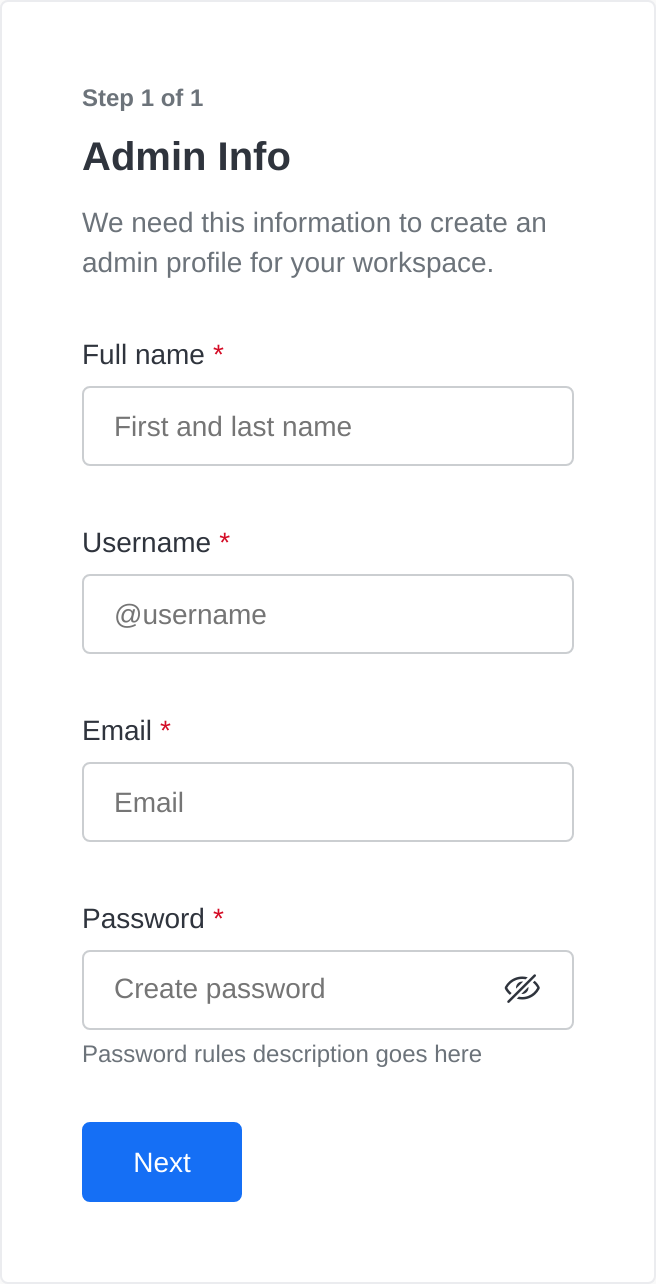 Step 1 of 1
Admin Info
We need this information to create an
admin profile for your workspace.
Full name *
First and last name
Username *
@username
Email *
Email
Password *
Create password
Password rules description goes here
Next